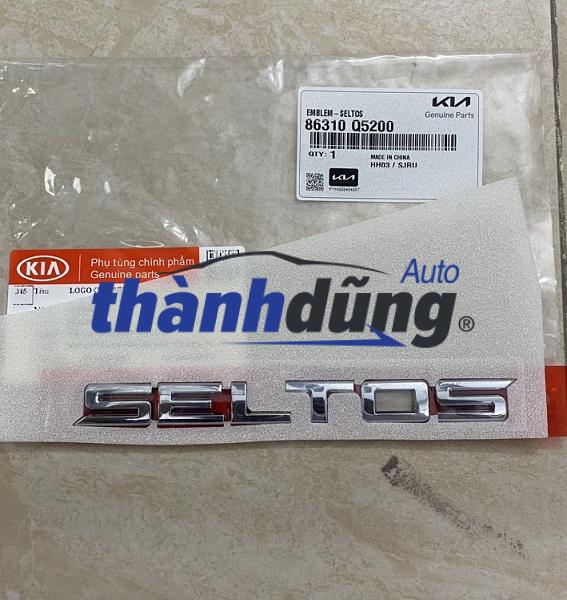 EMBLEM-SELTOS
KIA
86310 Q5200
Genuine Parts
QTY: 1
MADE IN CHINA
HH03 / SJRU
KIA
KIA
Phụ tùng chính phẩm
Genuine parts
Auto
thànhdũng®
SELTOS